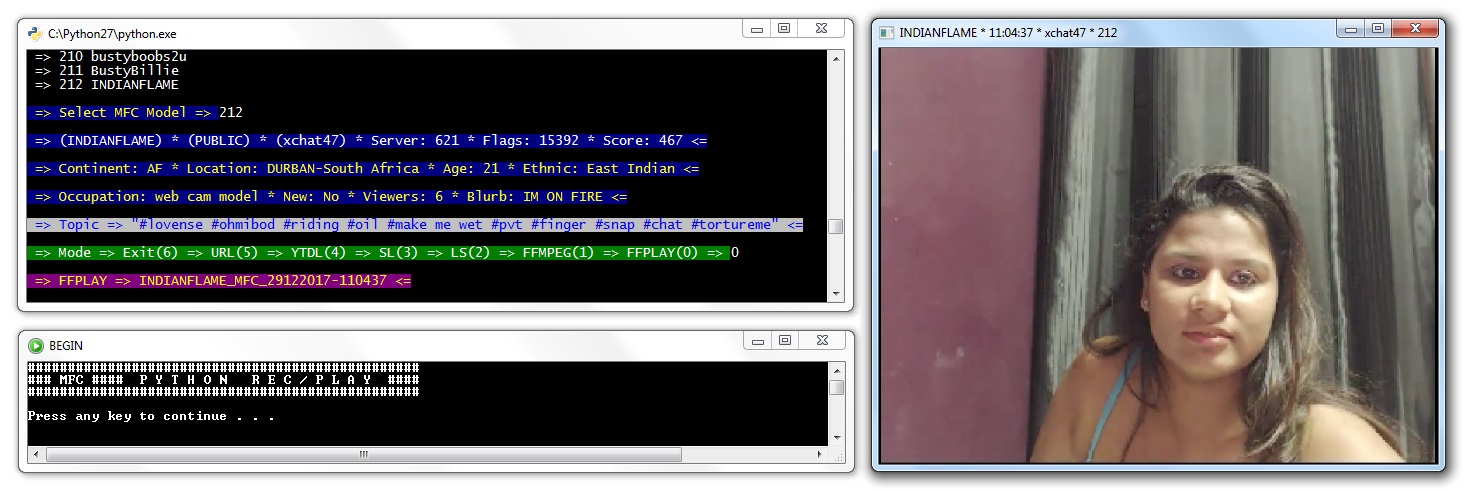 C:\Python27\python.exe
=> 210 bustyboobs2u
=> 211 BustyBillie
=> 212 INDIANFLAME
=> Select MFC Model => 212
=> (INDIANFLAME) * (PUBLIC) * (xchat47) * Server: 621 * Flags: 15392 * Score: 467 <=
=> Continent: AF * Location: DURBAN-South Africa * Age: 21 * Ethnic: East Indian <=
=> Occupation: web cam model * New: No * Viewers: 6 * Blurb: IM ON FIRE <=
=> Topic => "#lovense #ohmibod #riding #oil #make me wet #pvt #finger #snap #chat #tortureme" <=
=> Mode => Exit(6) => URL(5) => YTDL(4) => SL(3) => LS(2) => FFMPEG(1) => FFPLAY(0) => 0
=> FFPLAY => INDIANFLAME_MFC_29122017-110437 <=
BEGIN
#################################################
### MFC #### P Y T H O N   R E C / P L A Y ####
#################################################
Press any key to continue . . .
INDIANFLAME * 11:04:37 * xchat47 * 212